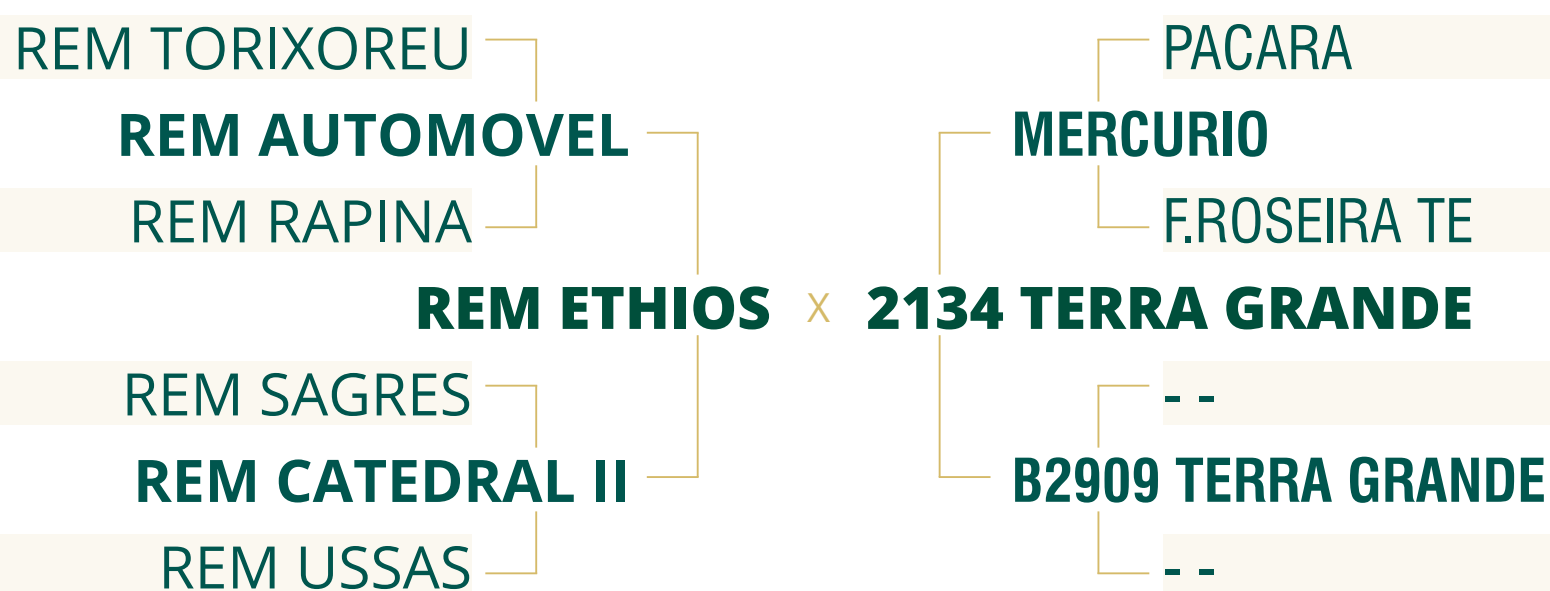 REM TORIXOREU PACARA
REM AUTOMOVEL MERCURIO
REM RAPINA F.ROSEIRA TE
REM ETHIOS X 2134 TERRA GRANDE
REM SAGRES - -
REM CATEDRAL II B2909 TERRA GRANDE
REM USSAS - -